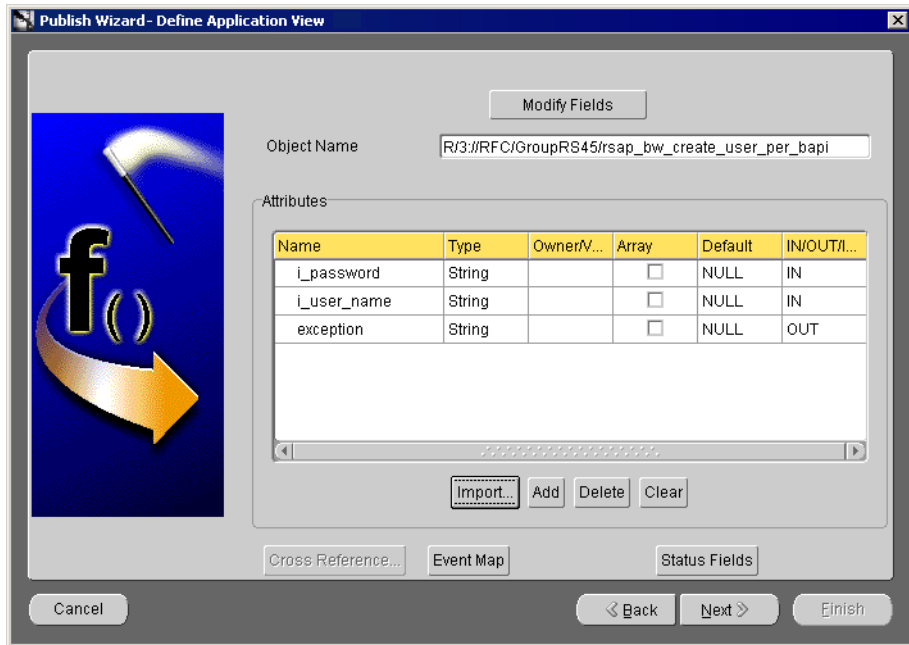 Publish Wizard- Define Application View
Modify Fields
Object Name R/3://RFC/GroupRS45/rsap_bw_create_user_per_bapi
Attributes
Name Type Owner/V... Array Default IN/OUT/I...
i_password String NULL IN
i_user_name String NULL IN
exception String NULL OUT
f()
Import... Add Delete Clear
Cross Reference... Event Map Status Fields
Cancel Back Next Finish